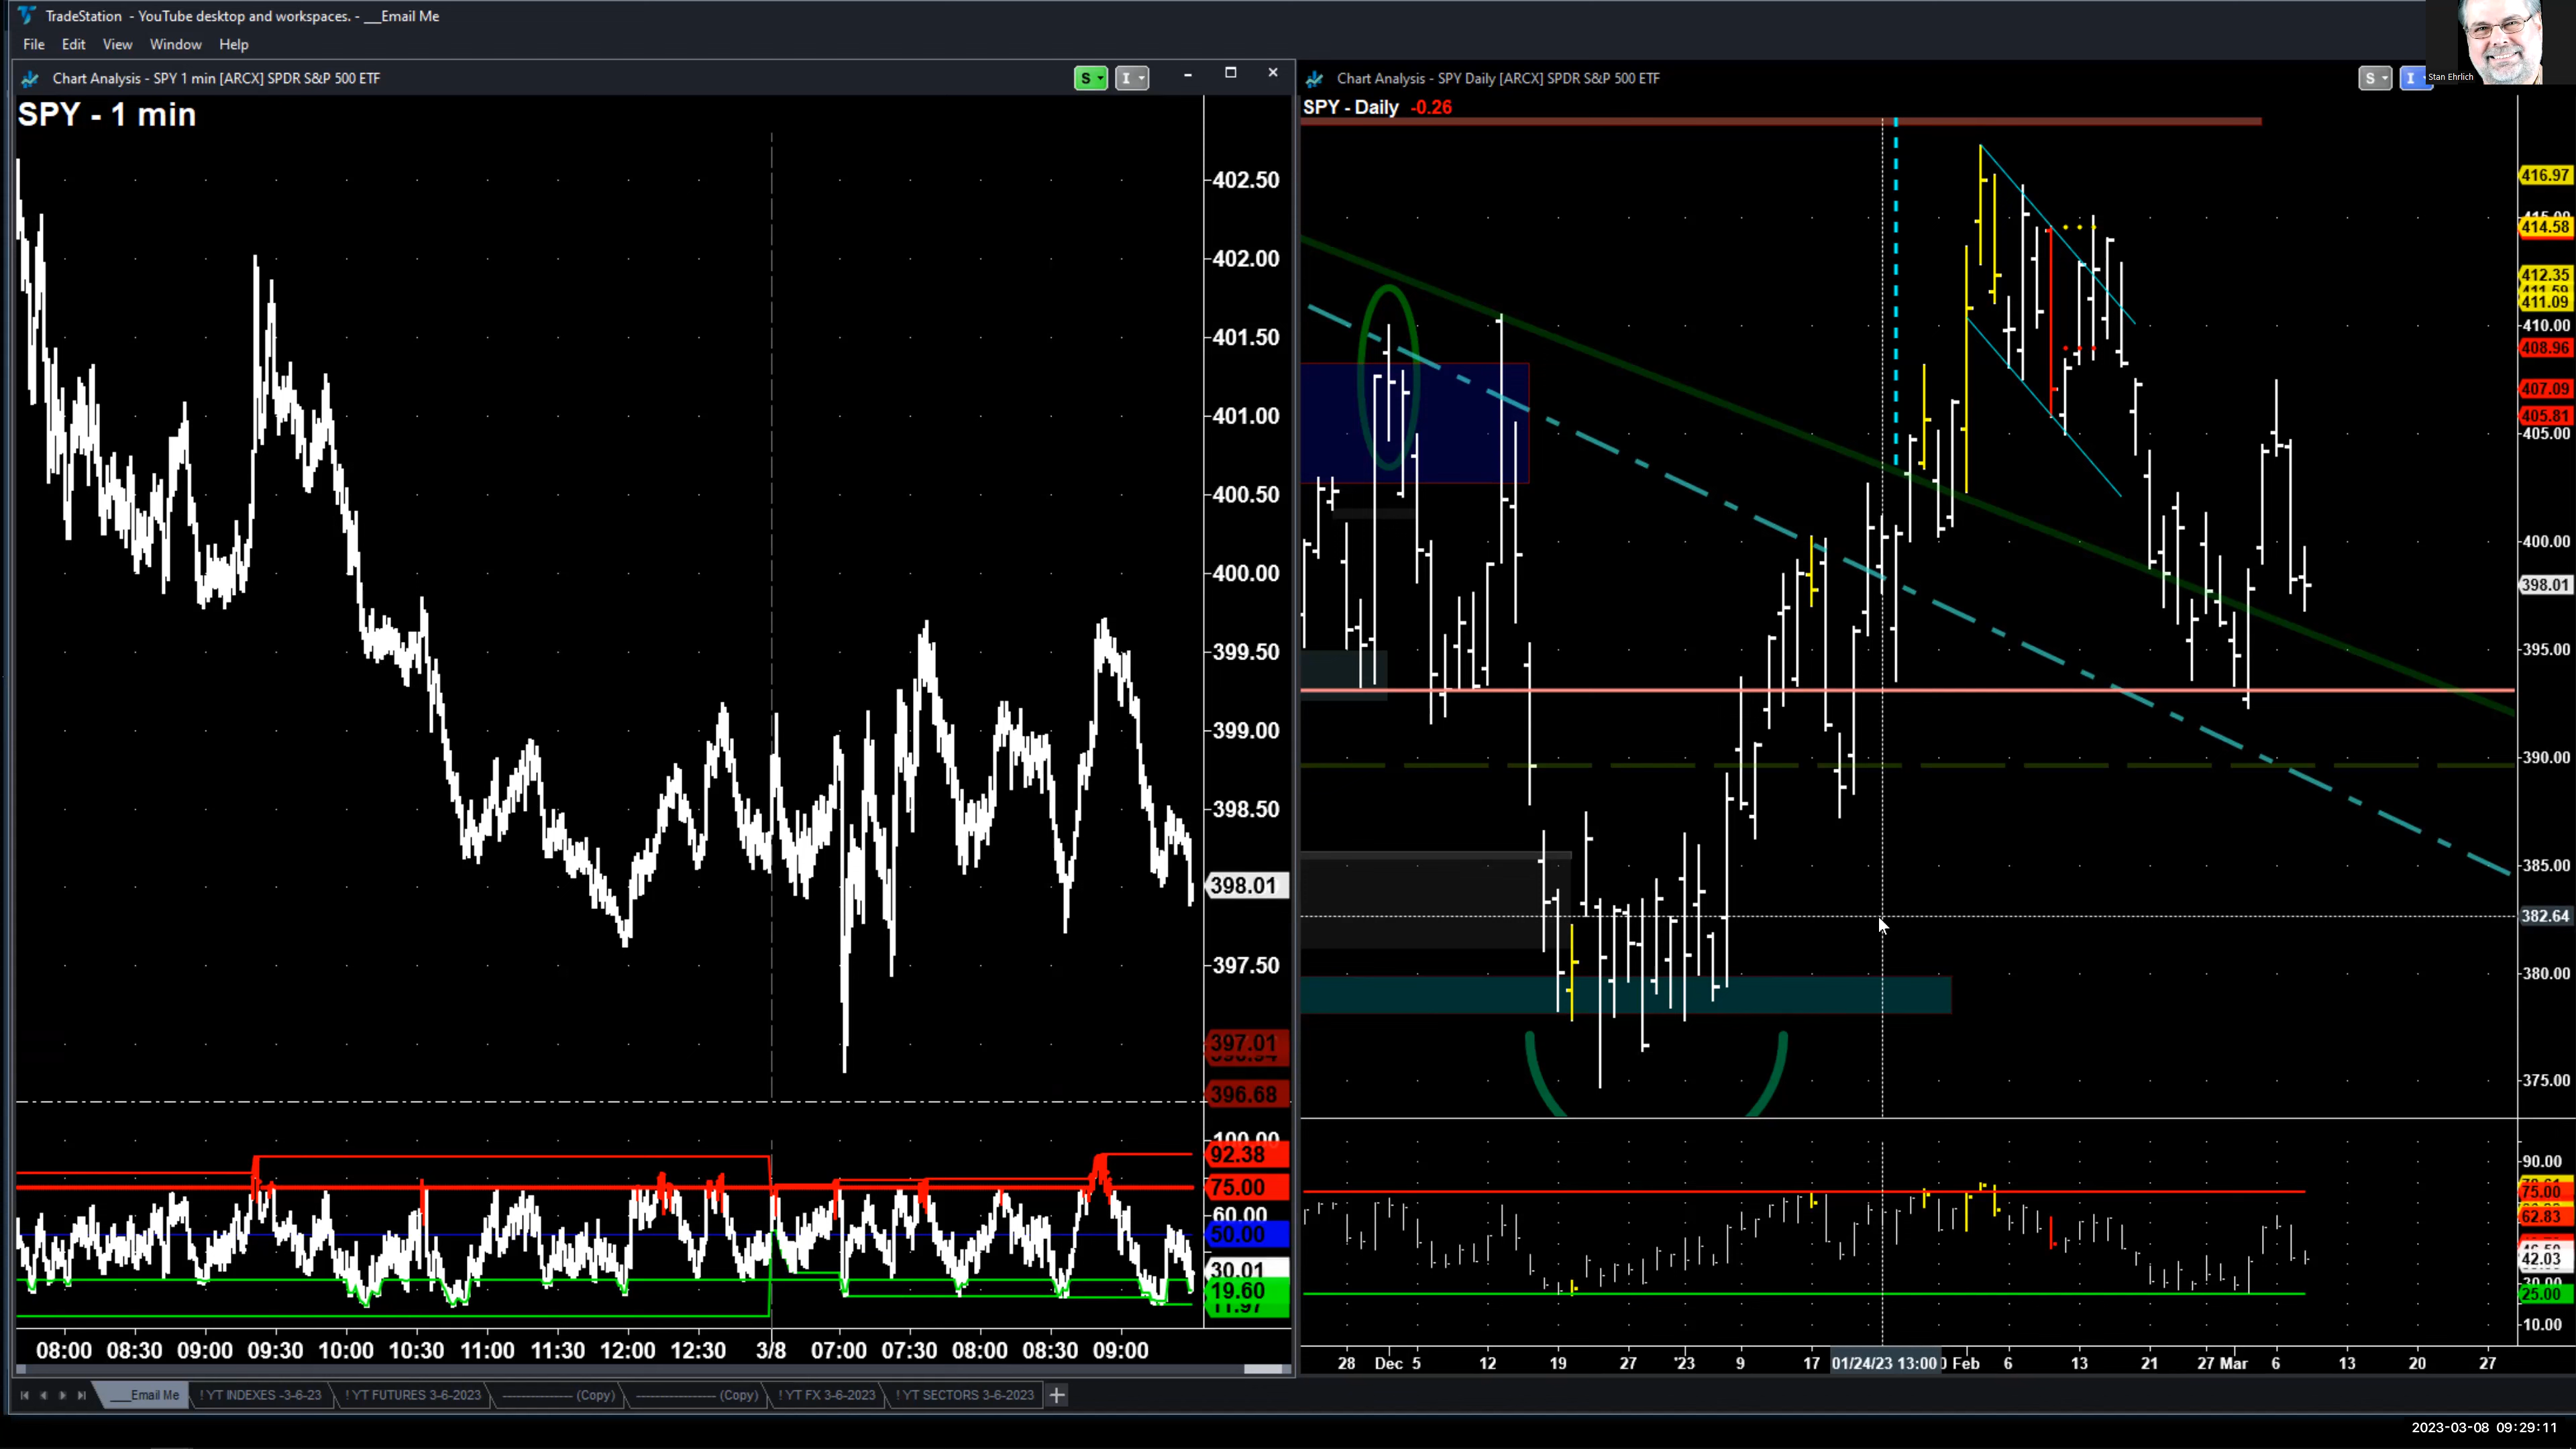 TradeStation - YouTube desktop and workspaces. - ___Email Me
File Edit View Window Help
Stan Ehrlich
Chart Analysis - SPY 1 min [ARCX] SPDR S&P 500 ETF
S
I
SPY - 1 min
402.50
402.00
401.50
401.00
400.50
400.00
399.50
399.00
398.50
398.01
397.50
397.01
396.68
92.38
75.00
60.00
50.00
30.01
19.60
11.97
08:00 08:30 09:00 09:30 10:00 10:30 11:00 11:30 12:00 12:30 3/8 07:00 07:30 08:00 08:30 09:00
Chart Analysis - SPY Daily [ARCX] SPDR S&P 500 ETF
S
I
SPY - Daily -0.26
416.97
415.00
414.58
412.35
411.09
410.00
408.96
407.09
405.81
405.00
400.00
398.01
395.00
390.00
385.00
382.64
380.00
375.00
90.00
75.00
62.83
42.03
30.00
25.00
10.00
28 Dec 5 12 19 27 '23 9 17 01/24/23 13:00 Feb 6 13 21 27 Mar 6 13 20 27
___Email Me
! YT INDEXES -3-6-23
! YT FUTURES 3-6-2023
(Copy)
(Copy)
! YT FX 3-6-2023
! YT SECTORS 3-6-2023
2023-03-08 09:29:11